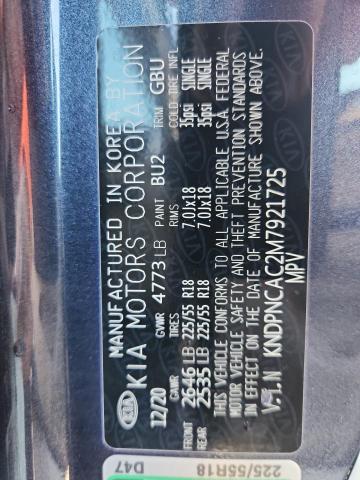 MANUFACTURED IN KOREA BY
KIA MOTORS CORPORATION
KIA
12/20 GVWR 4773 LB PAINT BU2 TRIM GBU
GAWR TIRES RIMS COLD TIRE INFL
FRONT 2646 LB 225/55 R18 7.0Jx18 35psi SINGLE
REAR 2535 LB 225/55 R18 7.0Jx18 35psi SINGLE
THIS VEHICLE CONFORMS TO ALL APPLICABLE U.S.A. FEDERAL
MOTOR VEHICLE SAFETY AND THEFT PREVENTION STANDARDS
IN EFFECT ON THE DATE OF MANUFACTURE SHOWN ABOVE.
V.I.N KNDPNCAC2M7921725
MPV
D47 225/55R18